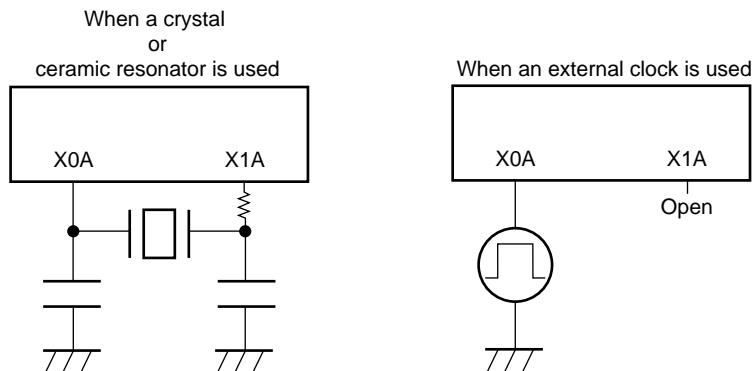 When a crystal
or
ceramic resonator is used
X0A
X1A
When an external clock is used
X0A
X1A
Open